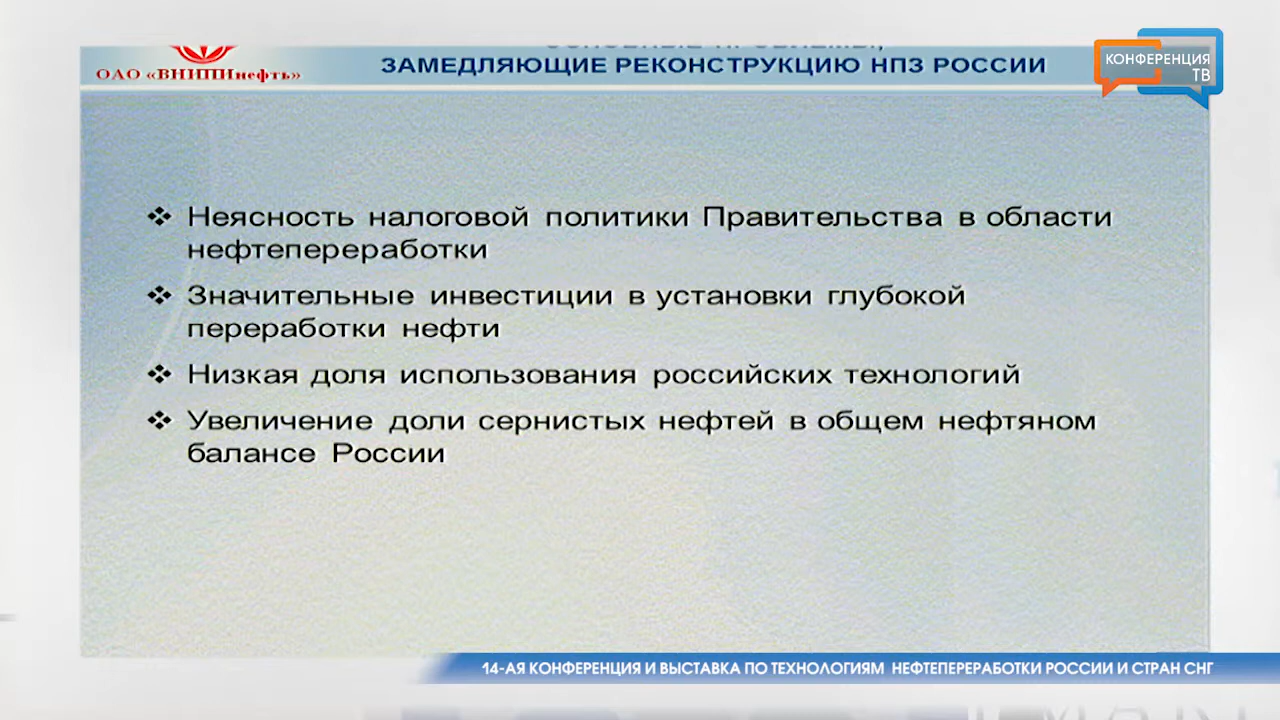 ОАО «ВНИПИнефть»
ОСНОВНЫЕ ПРОБЛЕМЫ,
ЗАМЕДЛЯЮЩИЕ РЕКОНСТРУКЦИЮ НПЗ РОССИИ
КОНФЕРЕНЦИЯ
ТВ
❖ Неясность налоговой политики Правительства в области
нефтепереработки
❖ Значительные инвестиции в установки глубокой
переработки нефти
❖ Низкая доля использования российских технологий
❖ Увеличение доли сернистых нефтей в общем нефтяном
балансе России
14-АЯ КОНФЕРЕНЦИЯ И ВЫСТАВКА ПО ТЕХНОЛОГИЯМ НЕФТЕПЕРЕРАБОТКИ РОССИИ И СТРАН СНГ